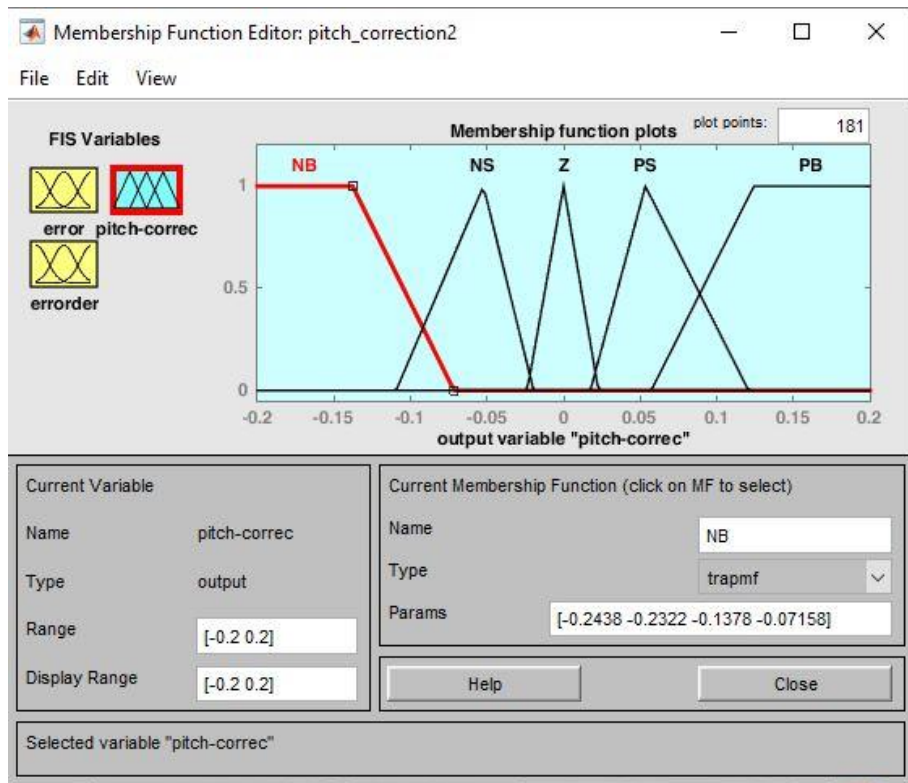 Membership Function Editor: pitch_correction2
File Edit View
FIS Variables
error pitch-correc
errorder
Membership function plots plot points: 181
NB NS Z PS PB
1
0.5
0
-0.2 -0.15 -0.1 -0.05 0 0.05 0.1 0.15 0.2
output variable "pitch-correc"
Current Variable
Name pitch-correc
Type output
Range [-0.2 0.2]
Display Range [-0.2 0.2]
Current Membership Function (click on MF to select)
Name NB
Type trapmf
Params [-0.2438 -0.2322 -0.1378 -0.07158]
Help Close
Selected variable "pitch-correc"